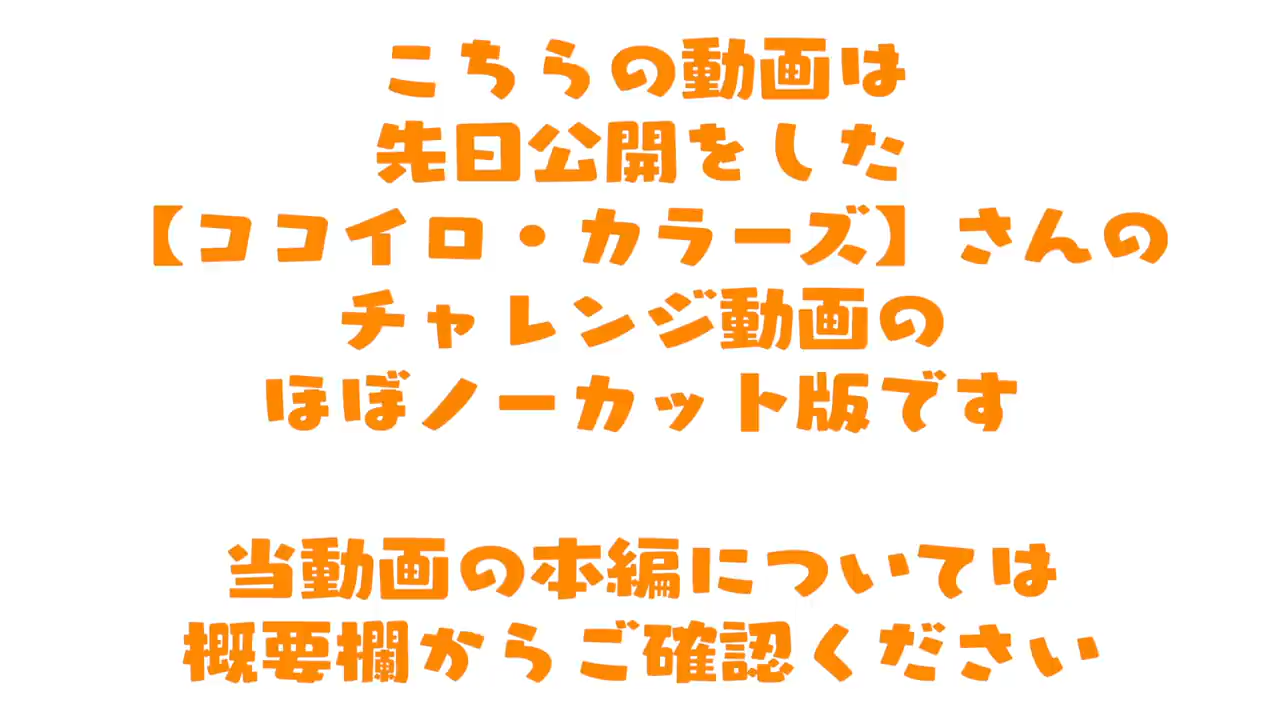 こちらの動画は
先日公開をした
【ココイロ・カラーズ】さんの
チャレンジ動画の
ほぼノーカット版です
当動画の本編については
概要欄からご確認ください